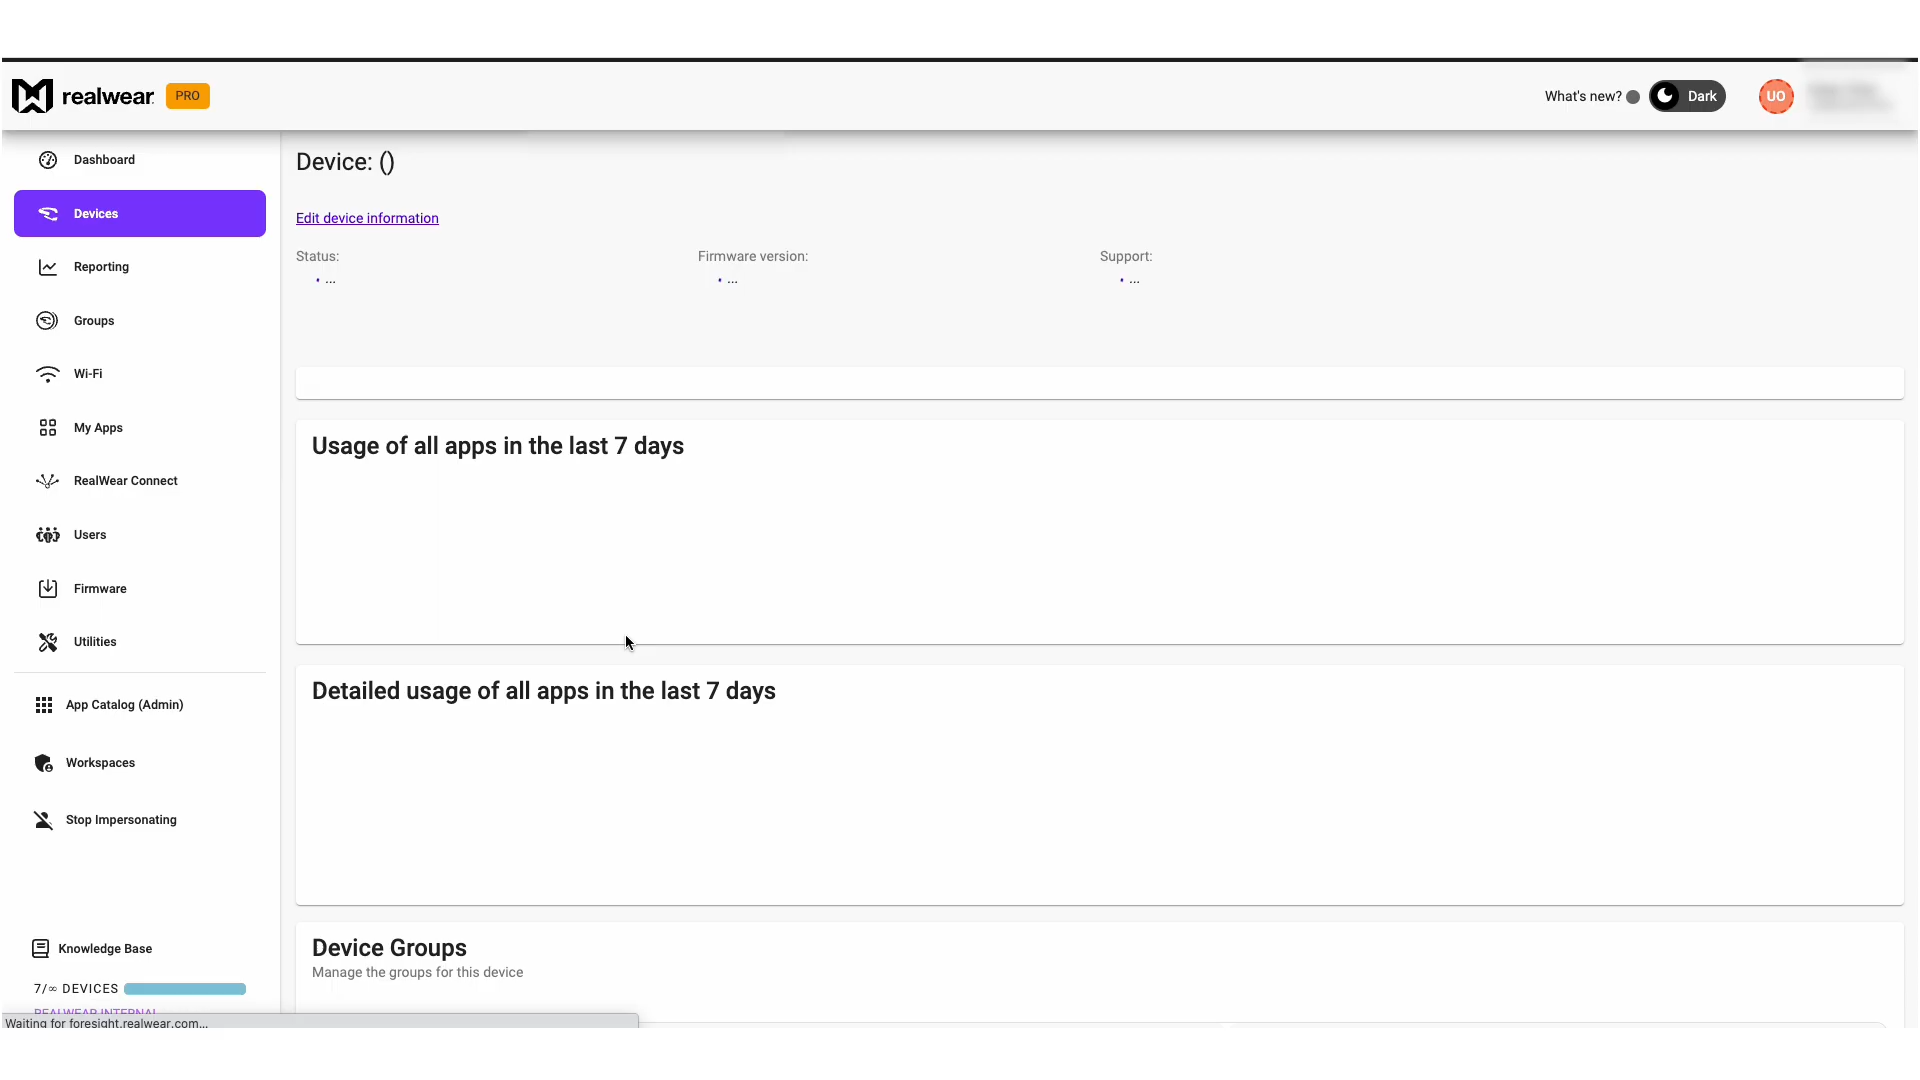 realwear PRO
What's new? Dark UO
Dashboard
Devices
Reporting
Groups
Wi-Fi
My Apps
RealWear Connect
Users
Firmware
Utilities
App Catalog (Admin)
Workspaces
Stop Impersonating
Knowledge Base
7/∞ DEVICES
REALWEAR INTERNAL
Waiting for foresight.realwear.com...
Device: ()
Edit device information
Status:
• ...
Firmware version:
• ...
Support:
• ...
Usage of all apps in the last 7 days
Detailed usage of all apps in the last 7 days
Device Groups
Manage the groups for this device